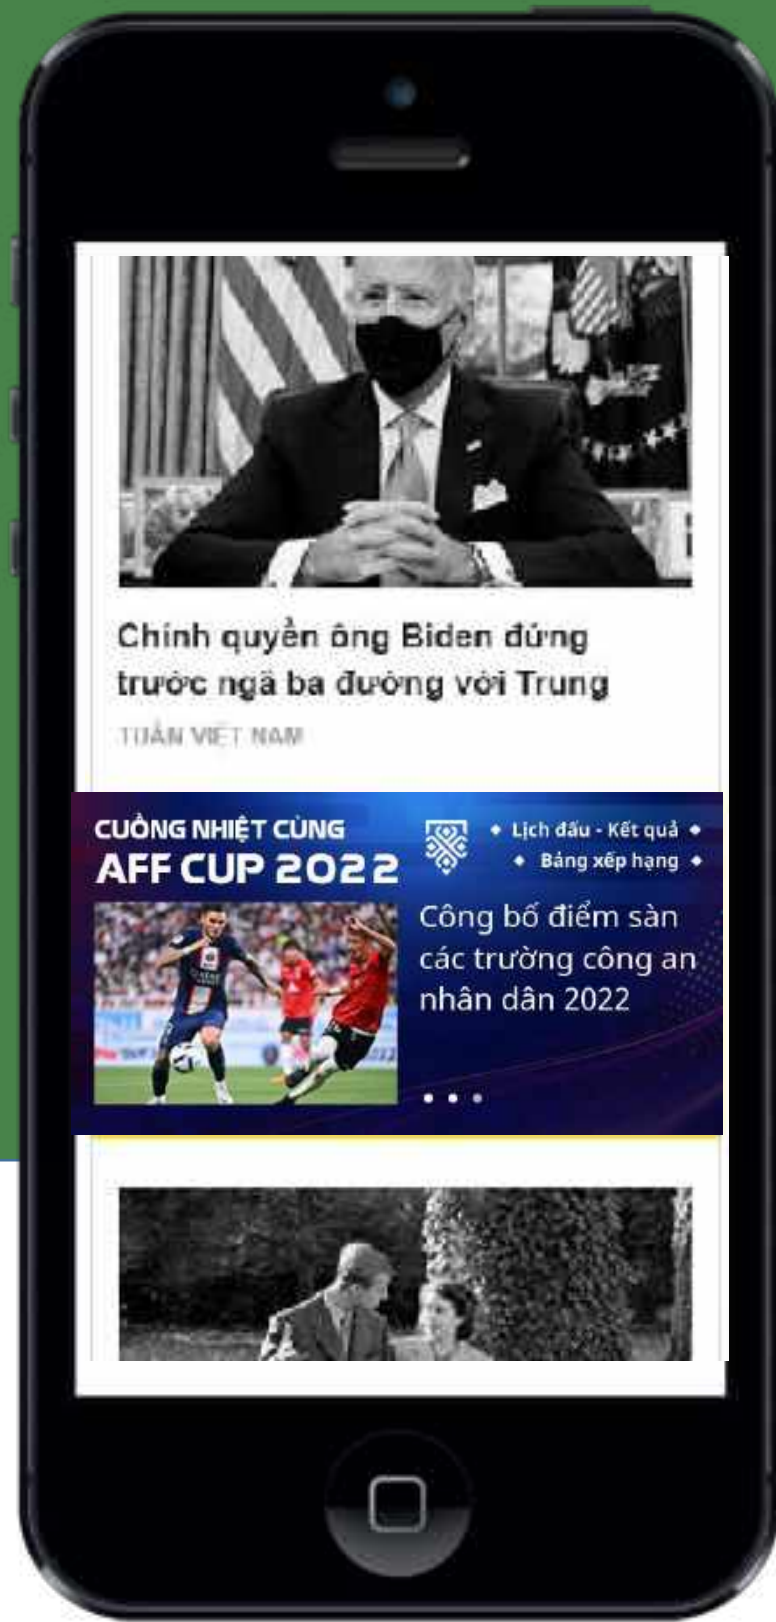 Chính quyền ông Biden đứng
trước ngã ba đường với Trung
TUẦN VIỆT NAM
CUỒNG NHIỆT CÙNG
AFF CUP 2022
Lịch đấu - Kết quả
Bảng xếp hạng
Công bố điểm sàn
các trường công an
nhân dân 2022